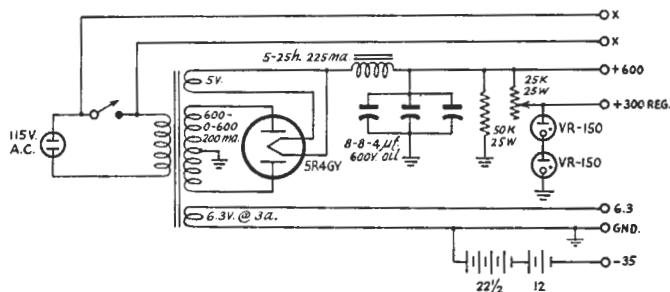 X
X
5-25h. 225ma
+600
5V.
25K
25W
+300 REG.
115V.
A.C.
600-
0-600
200 ma.
5R4GY
8-8-4 µf.
600V. oil
50K
25W
VR-150
VR-150
6.3V. @ 3a.
6.3
GND.
-35
22½
12